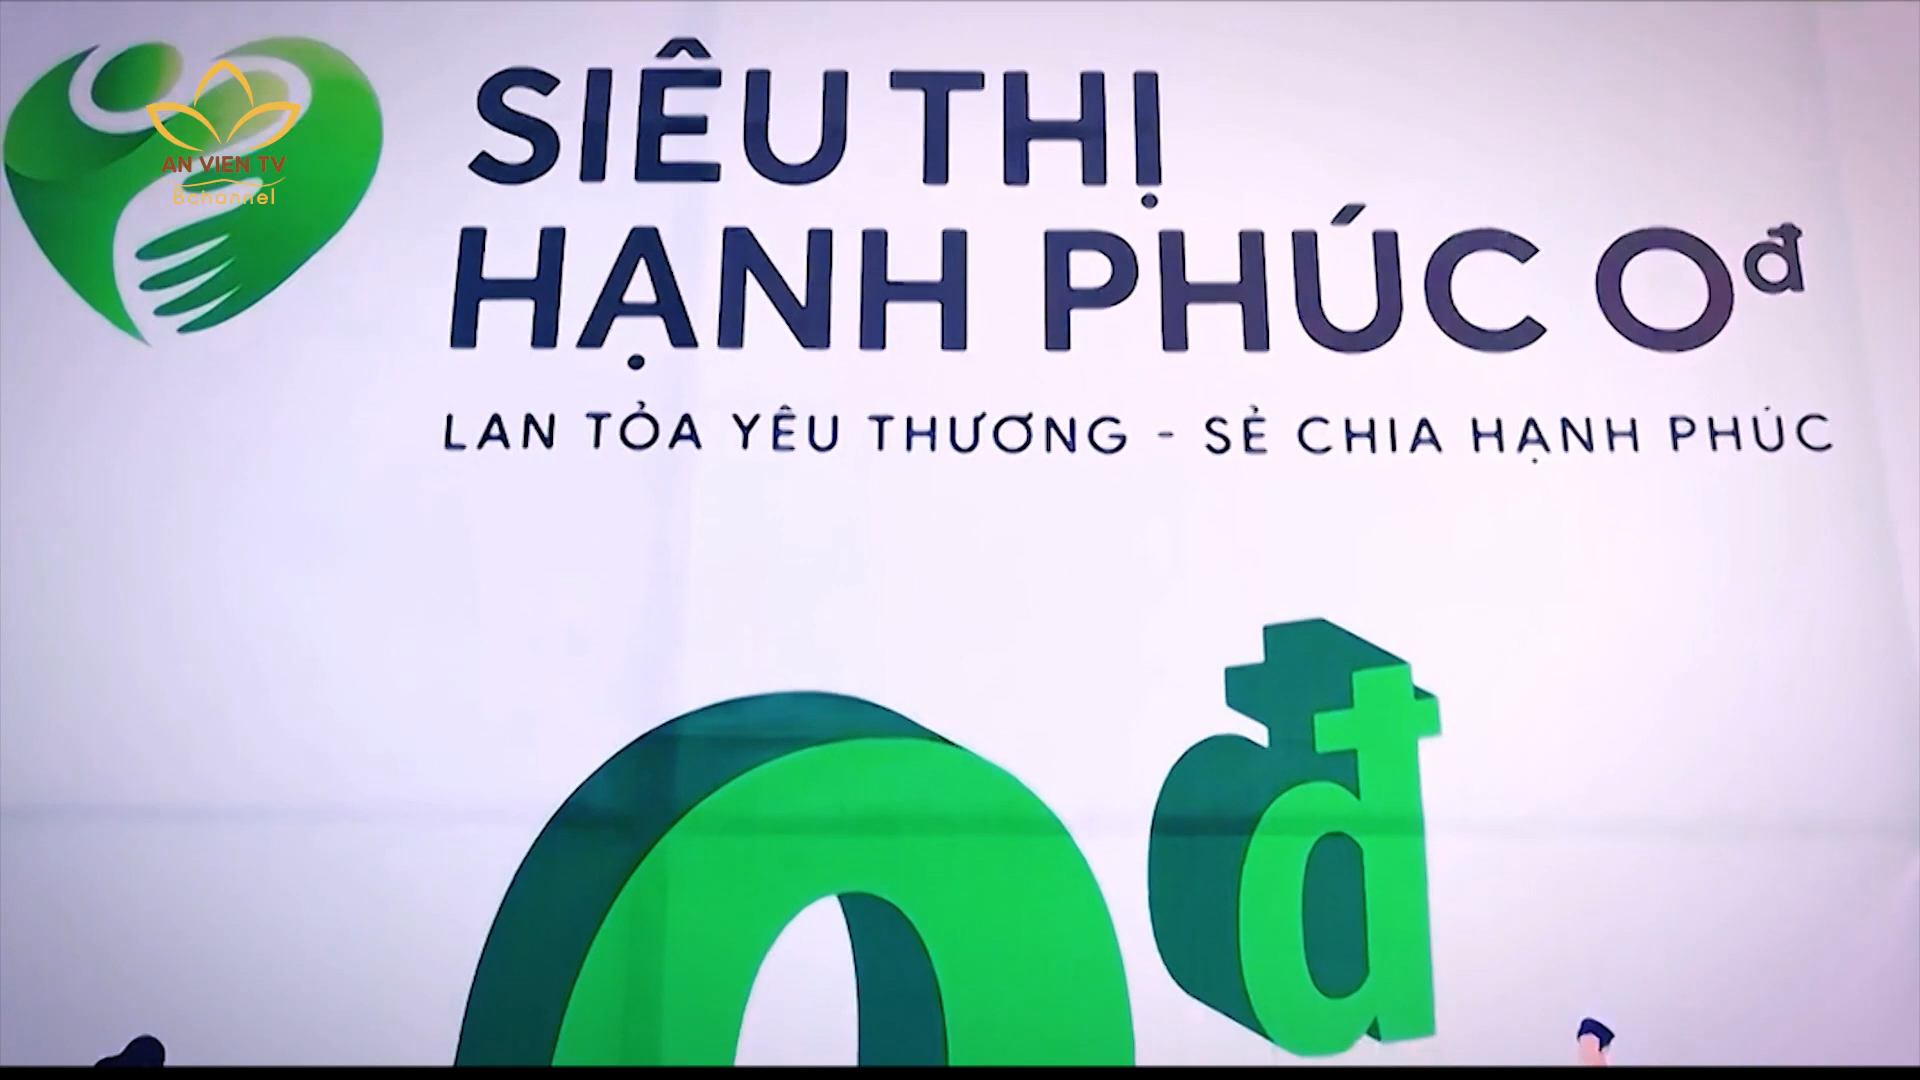 AN VIEN TV
Bchannel
SIÊU THỊ
HẠNH PHÚC 0đ
LAN TỎA YÊU THƯƠNG - SẺ CHIA HẠNH PHÚC
0đ